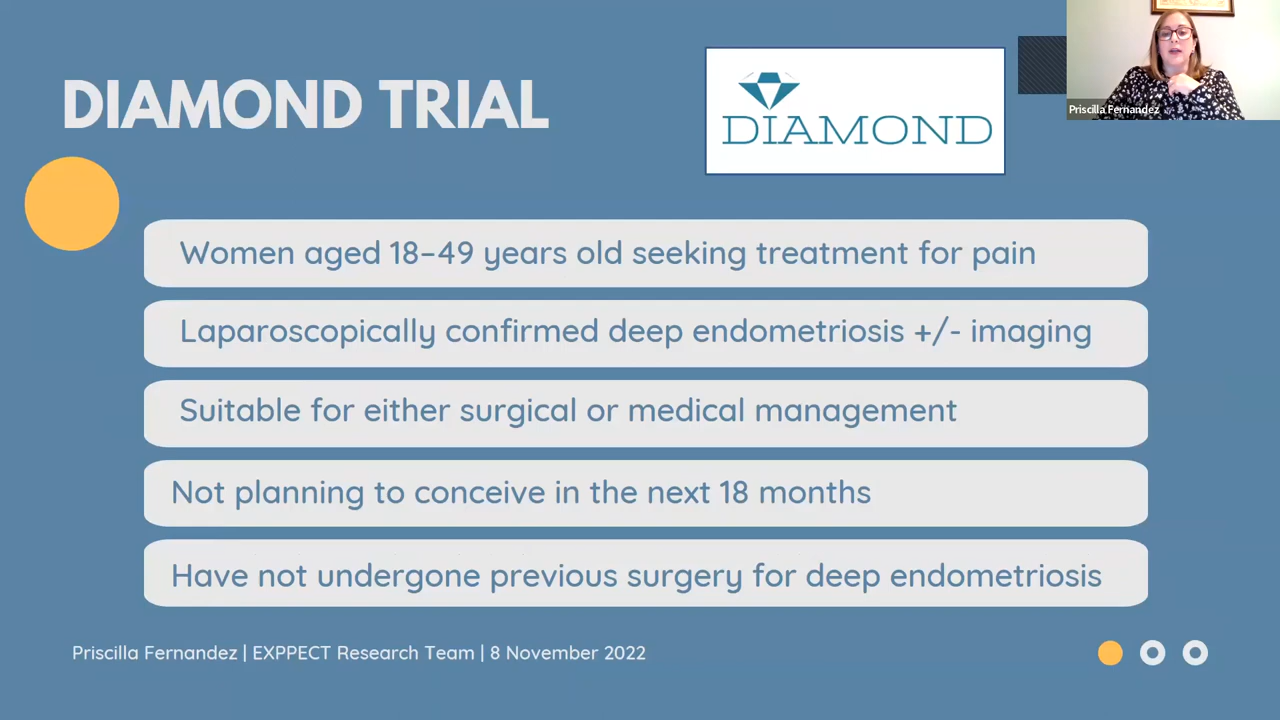 DIAMOND TRIAL
DIAMOND
Priscilla Fernandez
Women aged 18–49 years old seeking treatment for pain
Laparoscopically confirmed deep endometriosis +/- imaging
Suitable for either surgical or medical management
Not planning to conceive in the next 18 months
Have not undergone previous surgery for deep endometriosis
Priscilla Fernandez | EXPPECT Research Team | 8 November 2022